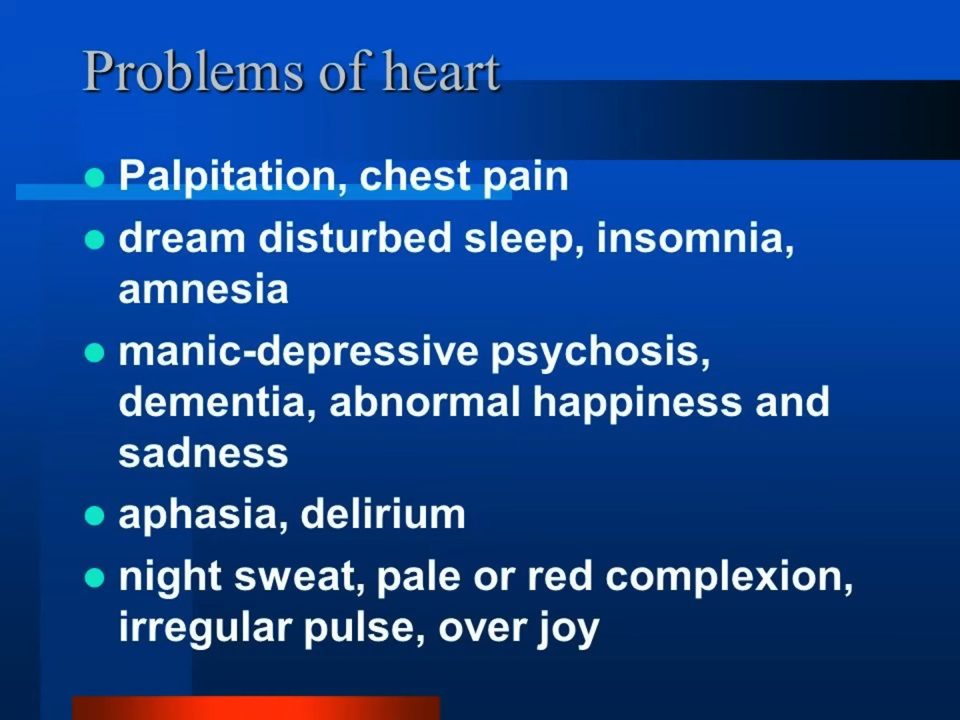 Problems of heart
Palpitation, chest pain
dream disturbed sleep, insomnia,
amnesia
manic-depressive psychosis,
dementia, abnormal happiness and
sadness
aphasia, delirium
night sweat, pale or red complexion,
irregular pulse, over joy